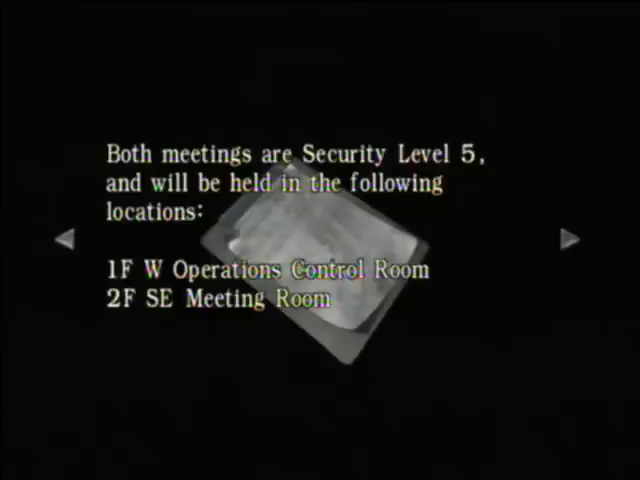 Both meetings are Security Level 5,
and will be held in the following
locations:
1F W Operations Control Room
2F SE Meeting Room